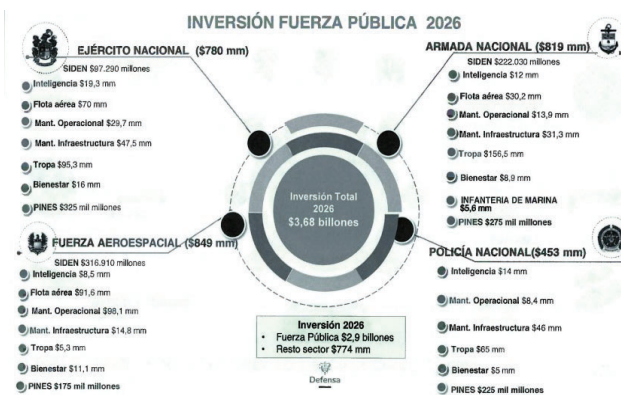 INVERSIÓN FUERZA PÚBLICA 2026
EJÉRCITO NACIONAL ($780 mm)
SIDEN $97.290 millones
Inteligencia $19,3 mm
Flota aérea $70 mm
Mant. Operacional $29,7 mm
Mant. Infraestructura $47,5 mm
Tropa $95,3 mm
Bienestar $16 mm
PINES $325 mil millones
ARMADA NACIONAL ($819 mm)
SIDEN $222.030 millones
Inteligencia $12 mm
Flota aérea $30,2 mm
Mant. Operacional $13,9 mm
Mant. Infraestructura $31,3 mm
Tropa $156,5 mm
Bienestar $8,9 mm
INFANTERIA DE MARINA
$5,6 mm
PINES $275 mil millones
Inversión Total
2026
$3,68 billones
FUERZA AEROESPACIAL ($849 mm)
SIDEN $316.910 millones
Inteligencia $8,5 mm
Flota aérea $91,6 mm
Mant. Operacional $98,1 mm
Mant. Infraestructura $14,8 mm
Tropa $5,3 mm
Bienestar $11,1 mm
PINES $175 mil millones
POLICÍA NACIONAL($453 mm)
Inteligencia $14 mm
Mant. Operacional $8,4 mm
Mant. Infraestructura $46 mm
Tropa $65 mm
Bienestar $5 mm
PINES $225 mil millones
Inversión 2026
• Fuerza Pública $2,9 billones
• Resto sector $774 mm
Defensa